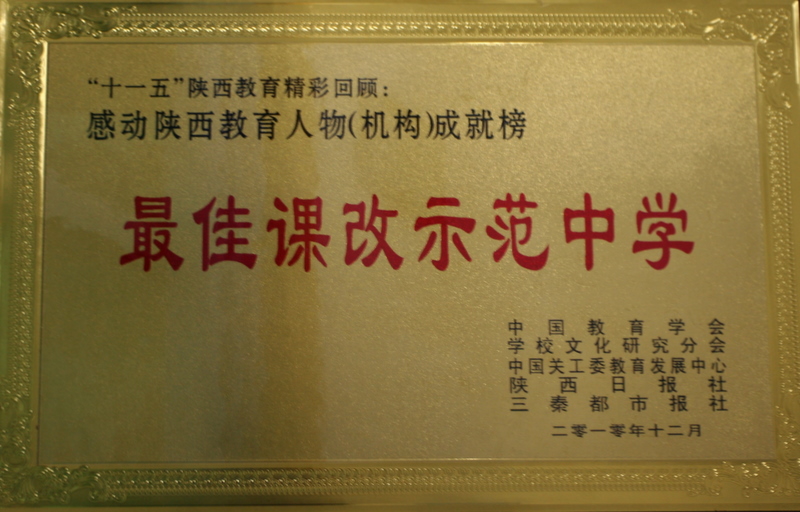 “十一五”陕西教育精彩回顾：
感动陕西教育人物(机构)成就榜
最佳课改示范中学
中国教育学会
学校文化研究分会
中国关工委教育发展中心
陕西日报社
三秦都市报社
二零一零年十二月